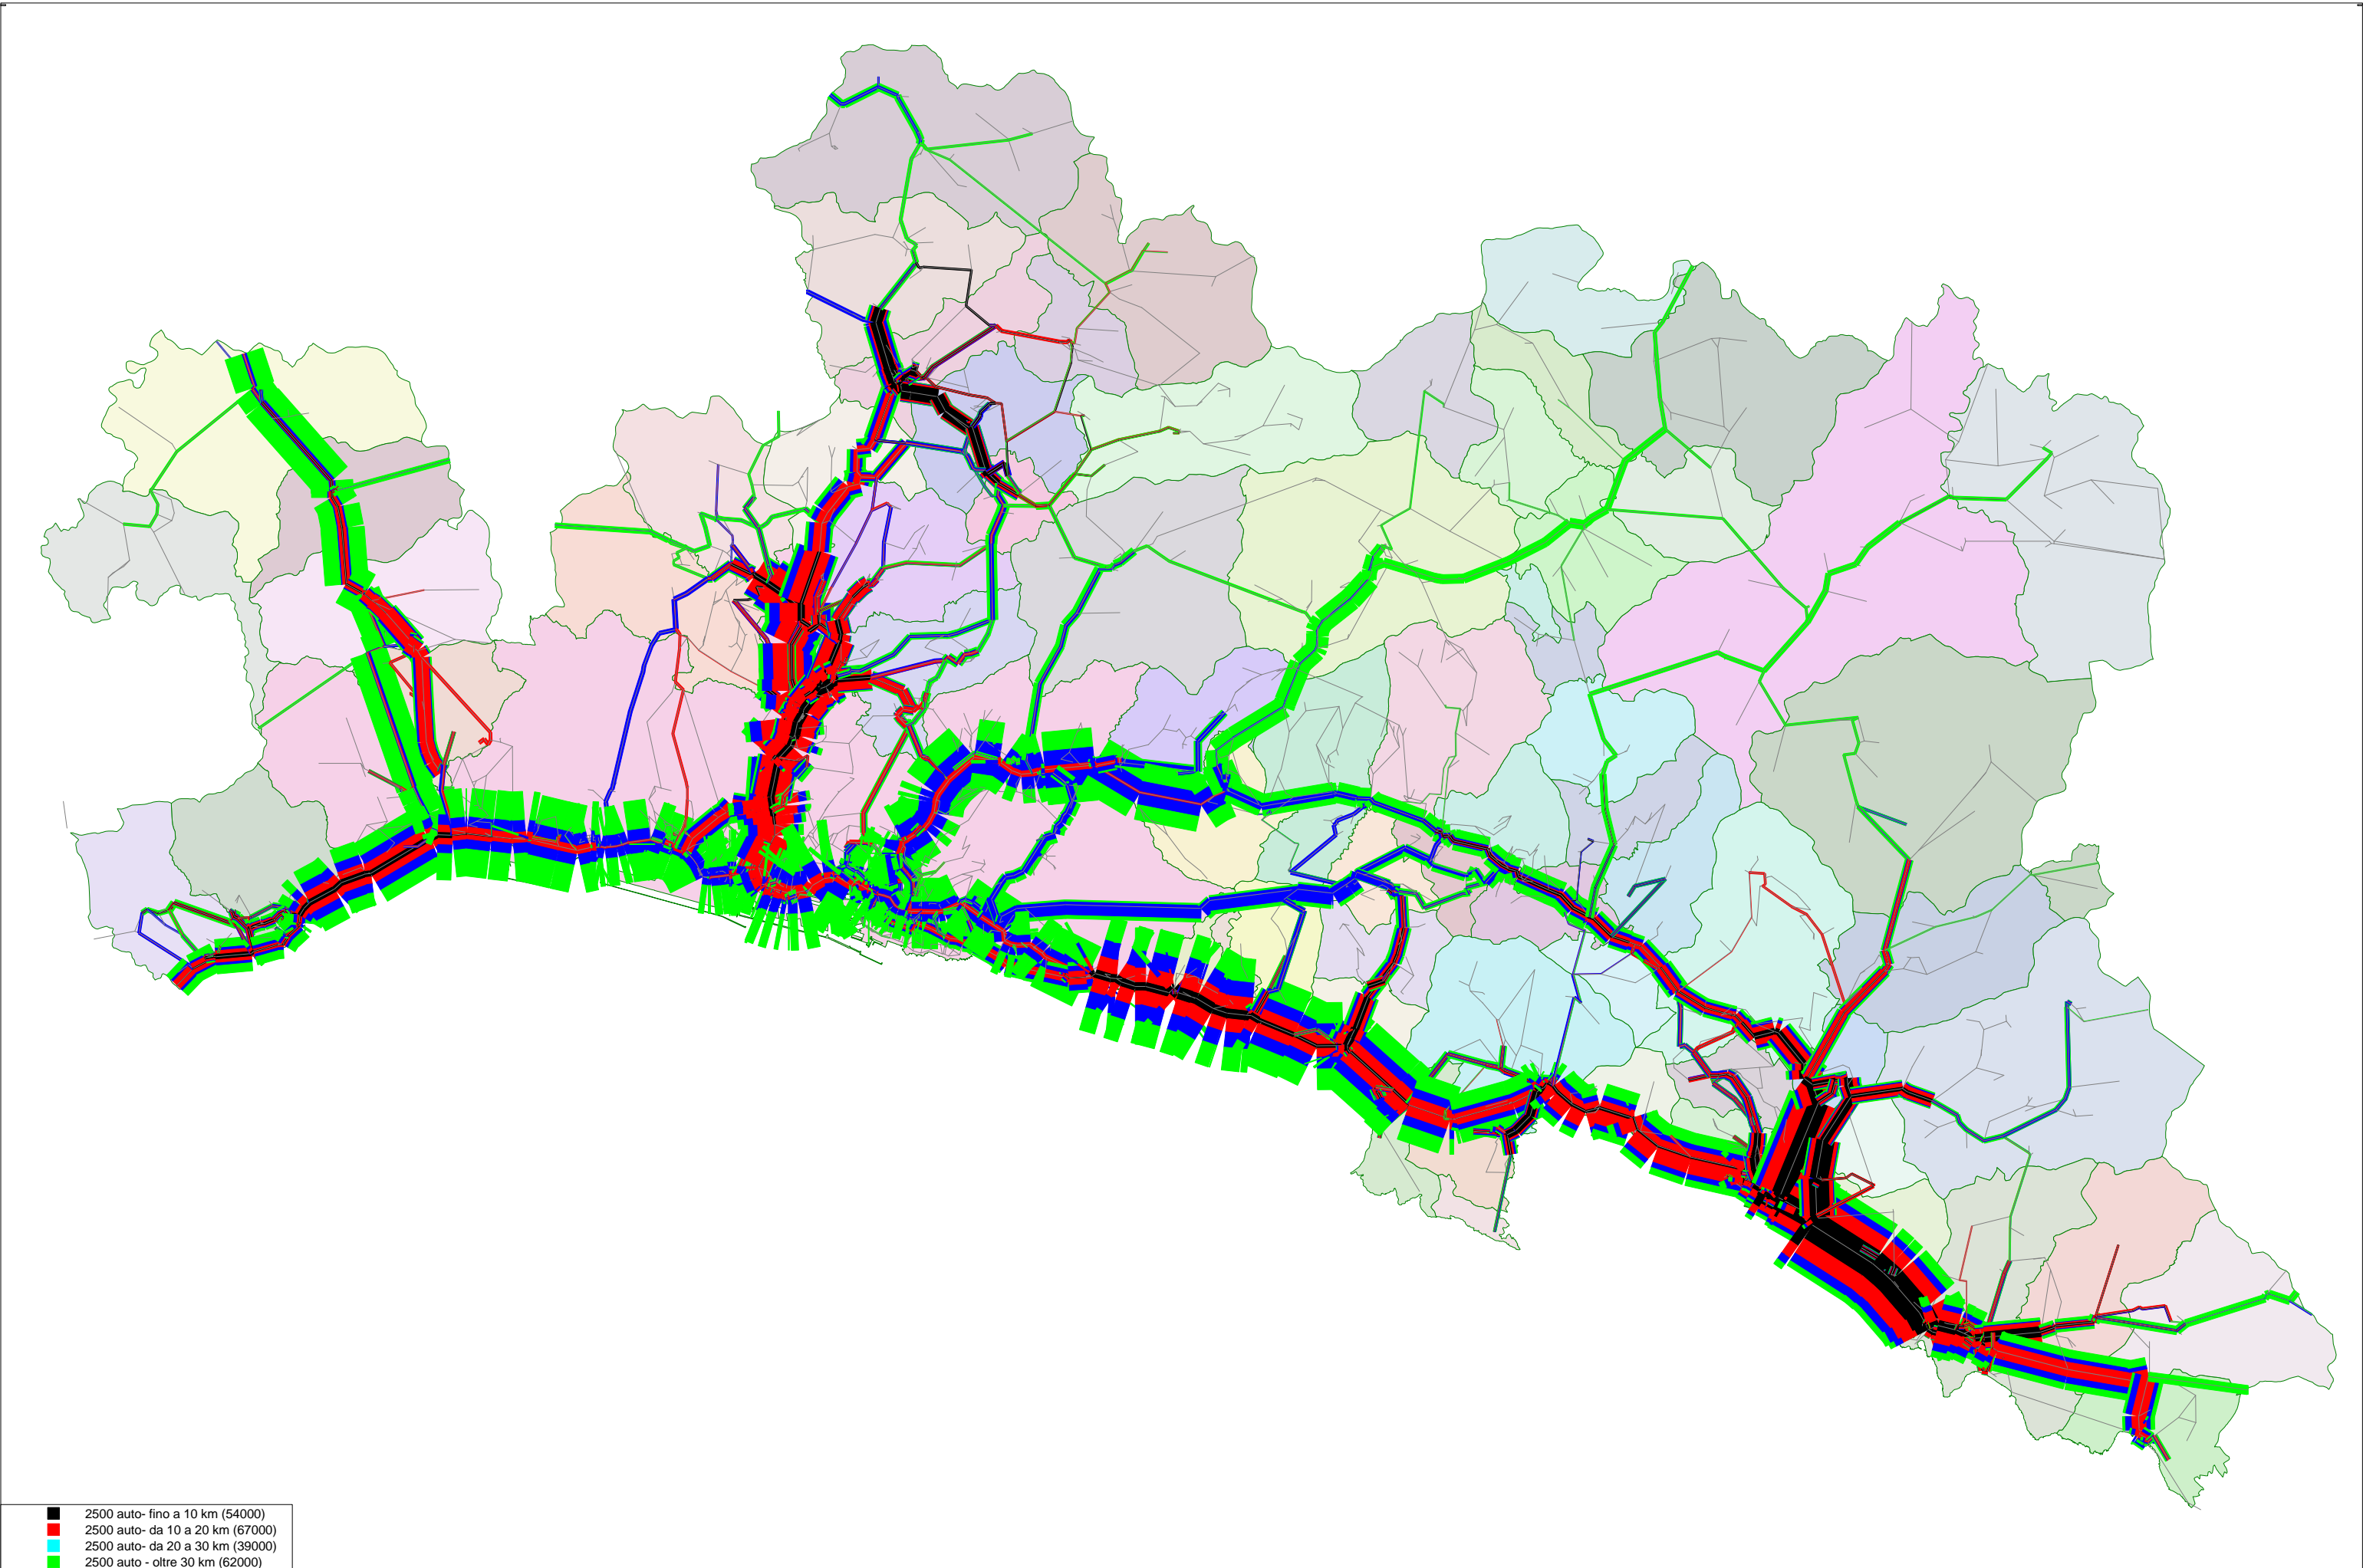 2500 auto- fino a 10 km (54000)
2500 auto- da 10 a 20 km (67000)
2500 auto- da 20 a 30 km (39000)
2500 auto - oltre 30 km (62000)